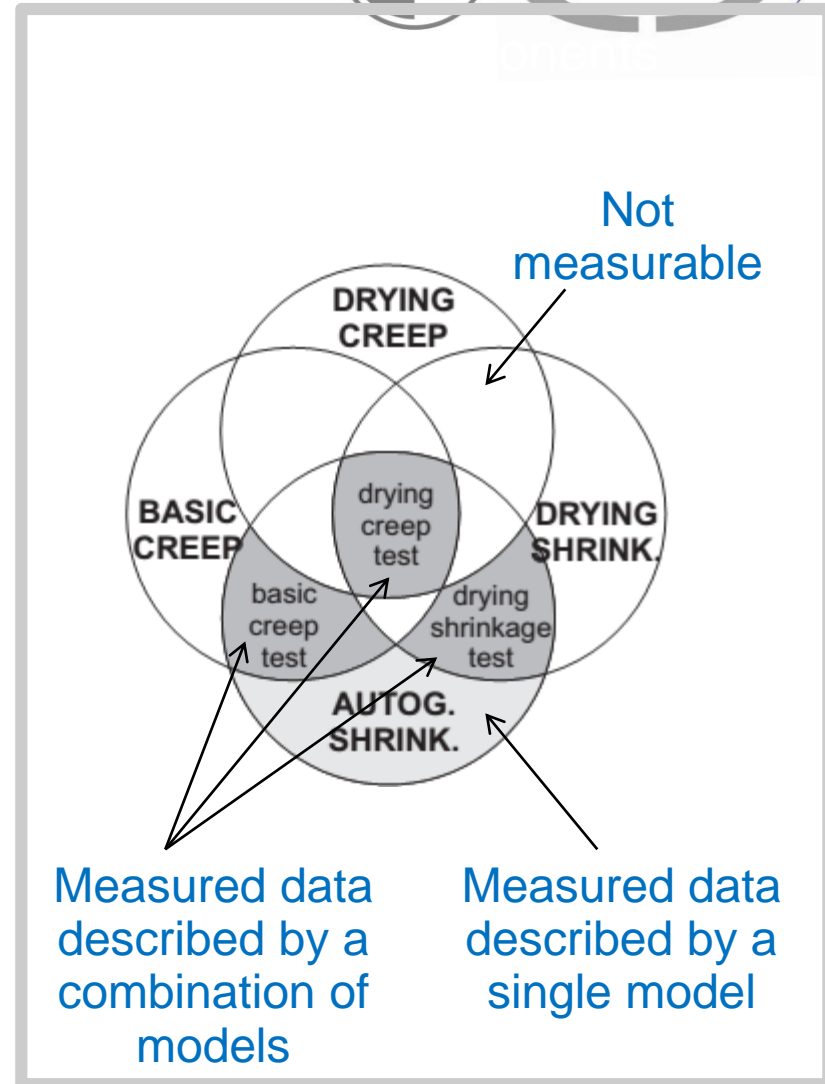 onents
Not
measurable
DRYING
CREEP
BASIC
CREEP
drying
creep
test
DRYING
SHRINK.
basic
creep
test
drying
shrinkage
test
AUTOG.
SHRINK.
Measured data
described by a
combination of
models
Measured data
described by a
single model